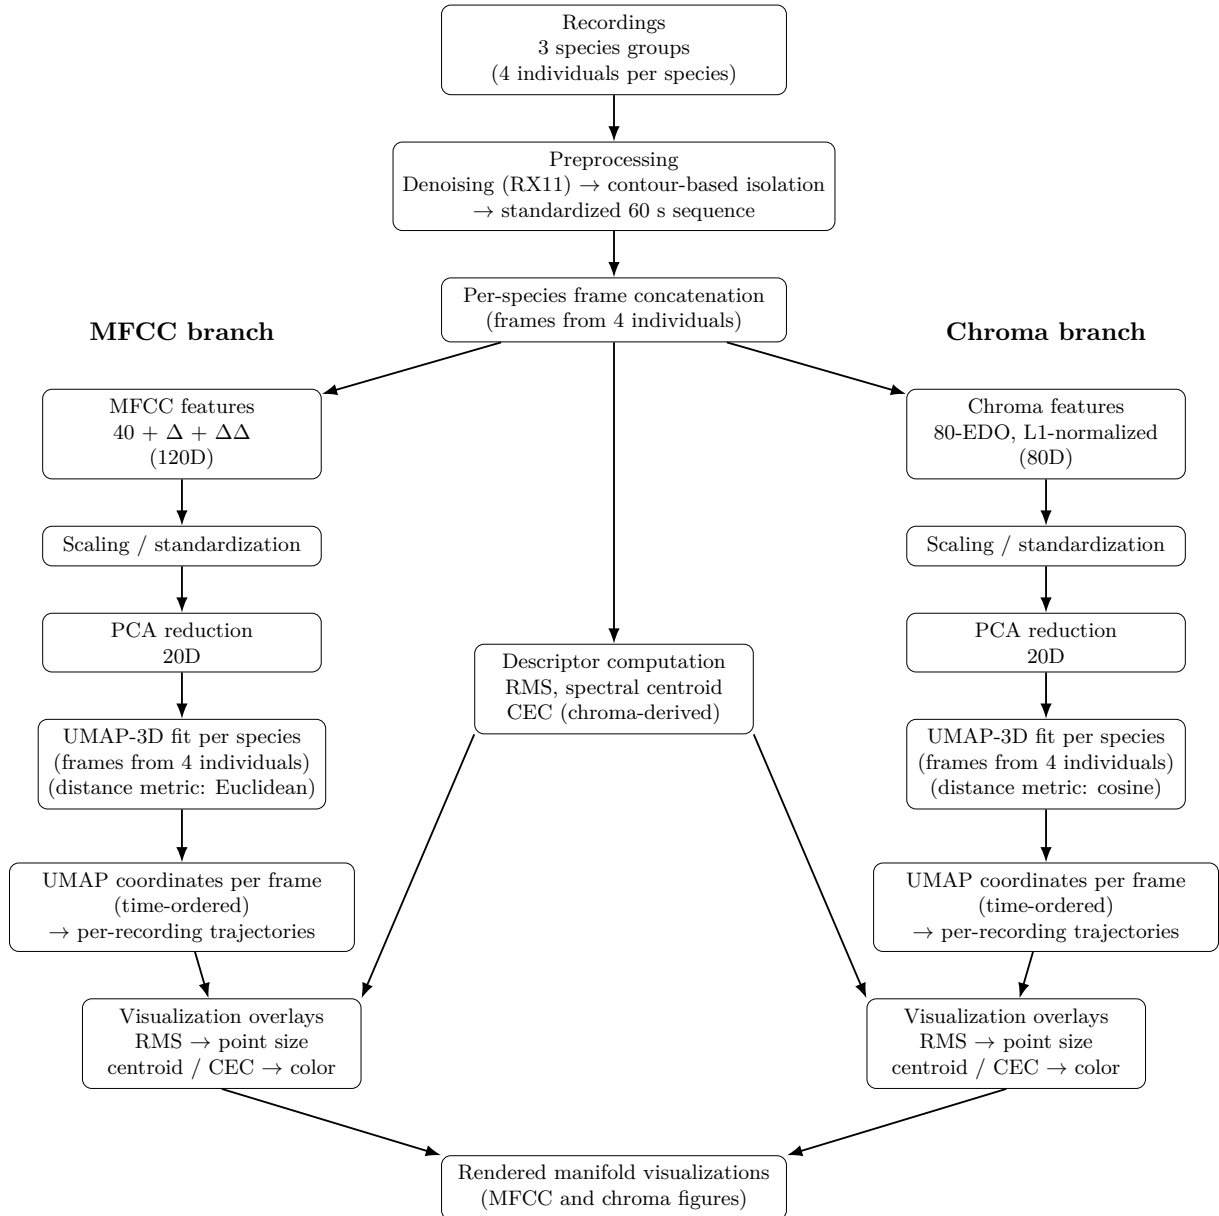 Recordings
3 species groups
(4 individuals per species)
Preprocessing
Denoising (RX11) → contour-based isolation
→ standardized 60 s sequence
Per-species frame concatenation
(frames from 4 individuals)
MFCC branch
MFCC features
40 + Δ + ΔΔ
(120D)
Scaling / standardization
PCA reduction
20D
UMAP-3D fit per species
(frames from 4 individuals)
(distance metric: Euclidean)
UMAP coordinates per frame
(time-ordered)
→ per-recording trajectories
Visualization overlays
RMS → point size
centroid / CEC → color
Descriptor computation
RMS, spectral centroid
CEC (chroma-derived)
Chroma branch
Chroma features
80-EDO, L1-normalized
(80D)
Scaling / standardization
PCA reduction
20D
UMAP-3D fit per species
(frames from 4 individuals)
(distance metric: cosine)
UMAP coordinates per frame
(time-ordered)
→ per-recording trajectories
Visualization overlays
RMS → point size
centroid / CEC → color
Rendered manifold visualizations
(MFCC and chroma figures)